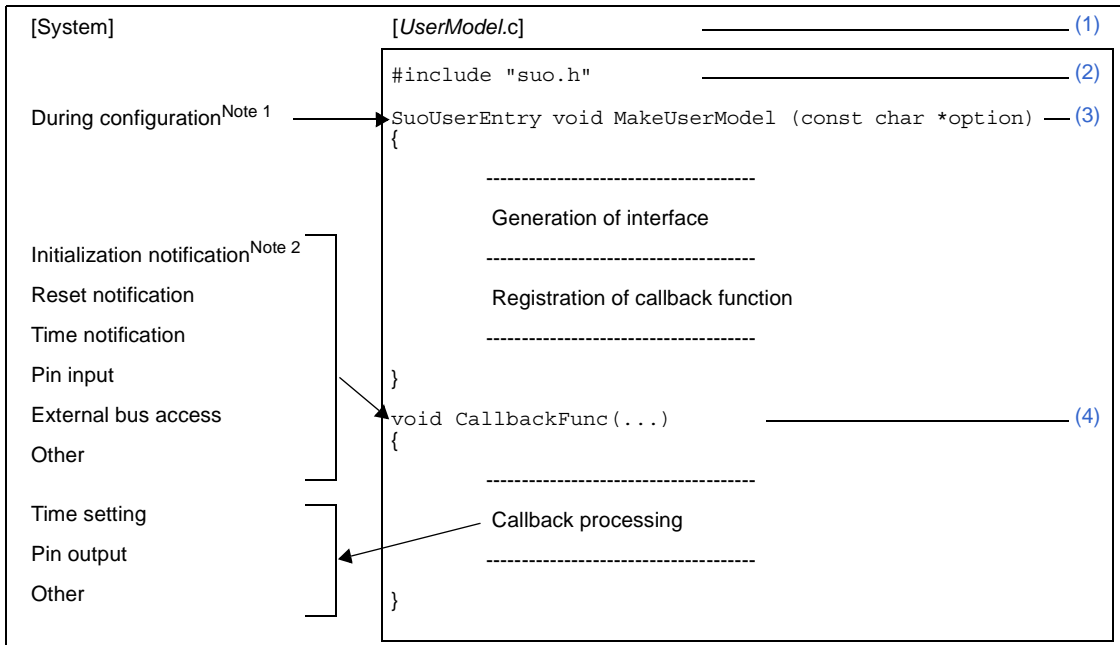 [System] [UserModel.c] (1)
#include "suo.h" (2)
During configurationNote 1 SuoUserEntry void MakeUserModel (const char *option) (3)
{
--------------------------------------
Generation of interface
Initialization notificationNote 2
--------------------------------------
Reset notification Registration of callback function
Time notification --------------------------------------
Pin input }
External bus access void CallbackFunc(...) (4)
{
Other
--------------------------------------
Time setting Callback processing
Pin output --------------------------------------
Other }